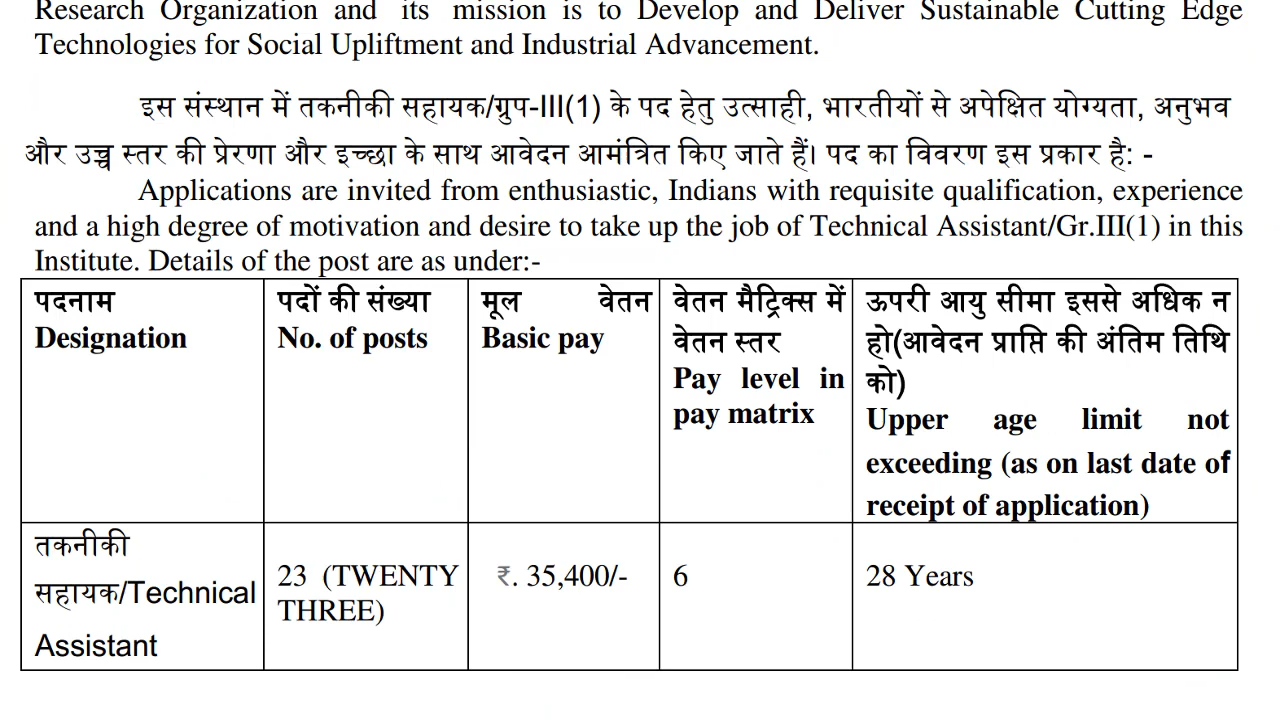 Research Organization and its mission is to Develop and Deliver Sustainable Cutting Edge
Technologies for Social Upliftment and Industrial Advancement.
इस संस्थान में तकनीकी सहायक/ग्रुप-III(1) के पद हेतु उत्साही, भारतीयों से अपेक्षित योग्यता, अनुभव
और उच्च स्तर की प्रेरणा और इच्छा के साथ आवेदन आमंत्रित किए जाते हैं। पद का विवरण इस प्रकार है: -
Applications are invited from enthusiastic, Indians with requisite qualification, experience
and a high degree of motivation and desire to take up the job of Technical Assistant/Gr.III(1) in this
Institute. Details of the post are as under:-
पदनाम
Designation
पदों की संख्या
No. of posts
मूल वेतन
Basic pay
वेतन मैट्रिक्स में
वेतन स्तर
Pay level in
pay matrix
ऊपरी आयु सीमा इससे अधिक न
हो(आवेदन प्राप्ति की अंतिम तिथि
को)
Upper age limit not
exceeding (as on last date of
receipt of application)
तकनीकी
सहायक/Technical
Assistant
23 (TWENTY
THREE)
₹. 35,400/-
6
28 Years